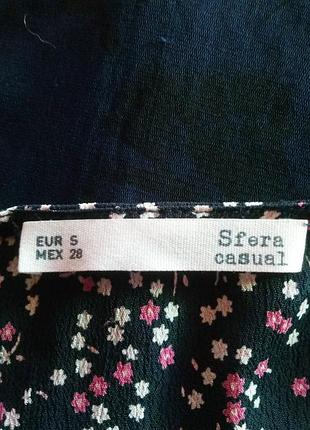 EUR S
MEX 28
Sfera
casual